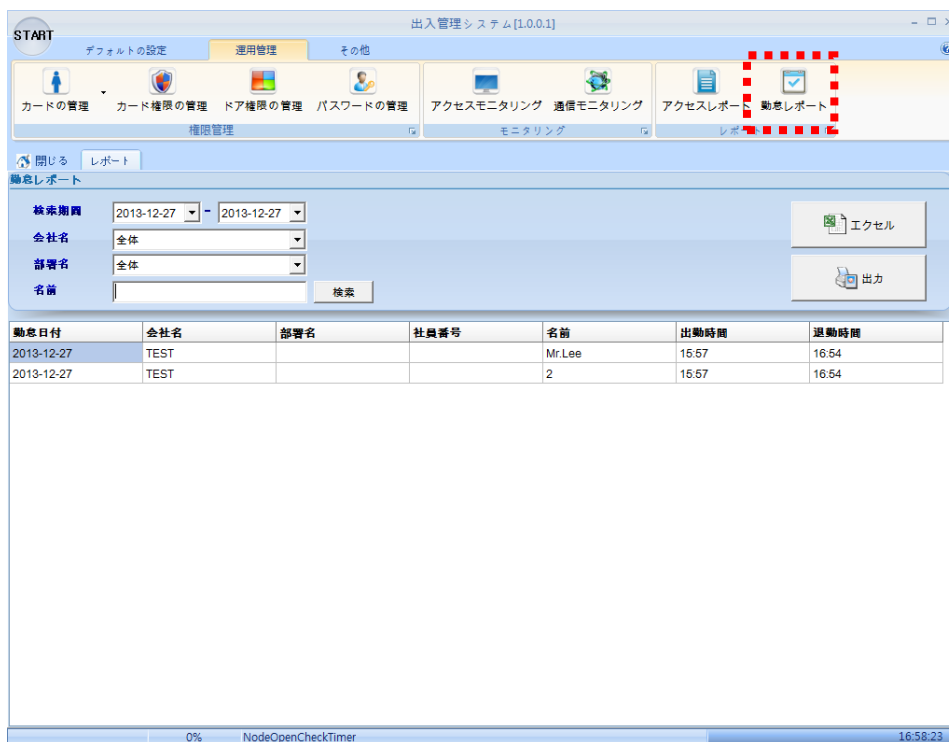 出入管理システム[1.0.0.1]
START
デフォルトの設定 運用管理 その他
カードの管理 カード権限の管理 ドア権限の管理 パスワードの管理 アクセスモニタリング 通信モニタリング アクセスレポート 勤怠レポート
権限管理 モニタリング
閉じる レポート
勤怠レポート
検索期間 2013-12-27 - 2013-12-27
エクセル
会社名 全体
部署名 全体
出力
名前 検索
勤怠日付 会社名 部署名 社員番号 名前 出勤時間 退勤時間
2013-12-27 TEST Mr.Lee 15:57 16:54
2013-12-27 TEST 2 15:57 16:54
0% NodeOpenCheckTimer 16:58:23